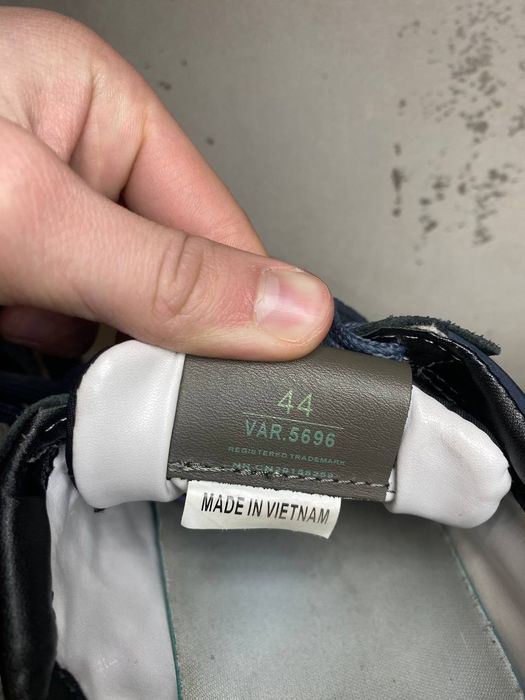 44
VAR.5696
REGISTERED TRADEMARK
MADE IN VIETNAM